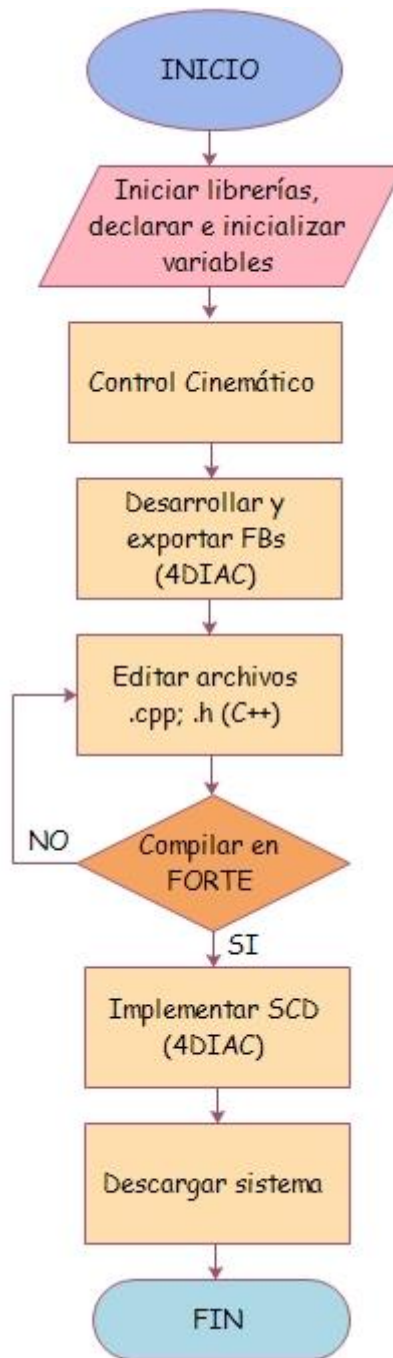 INICIO
Iniciar librerías,
declarar e inicializar
variables
Control Cinemático
Desarrollar y
exportar FBs
(4DIAC)
Editar archivos
.cpp; .h (C++)
NO
Compilar en
FORTE
SI
Implementar SCD
(4DIAC)
Descargar sistema
FIN